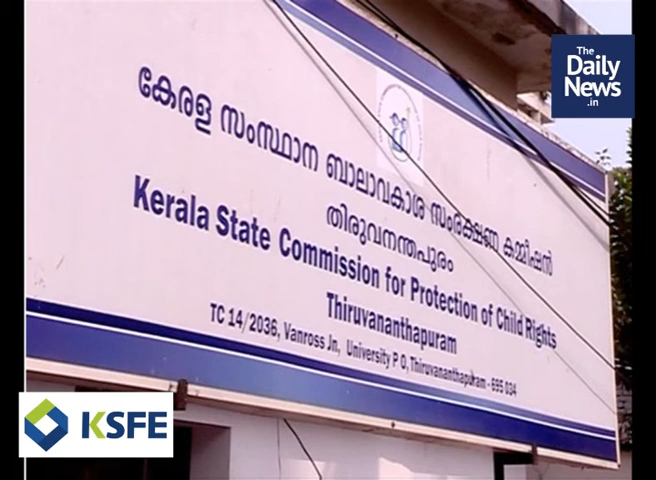 The
Daily
News
.in
കേരള സംസ്ഥാന ബാലാവകാശ സംരക്ഷണ കമ്മീഷൻ
തിരുവനന്തപുരം
Kerala State Commission for Protection of Child Rights
Thiruvananthapuram
TC 14/2036, Vanross Jn, University P O, Thiruvananthapuram - 695 034
KSFE